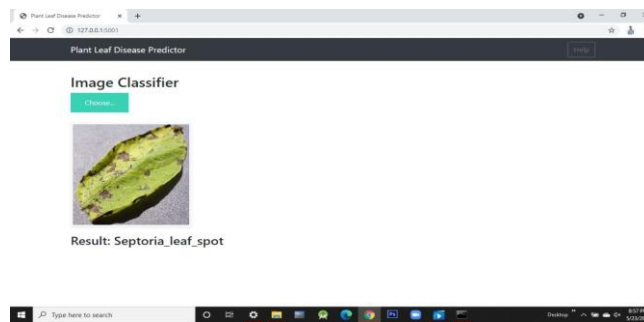 Plant Leaf Disease Predictor
127.0.0.1:5001
Plant Leaf Disease Predictor
Help
Image Classifier
Choose...
Result: Septoria_leaf_spot
Type here to search
Desktop